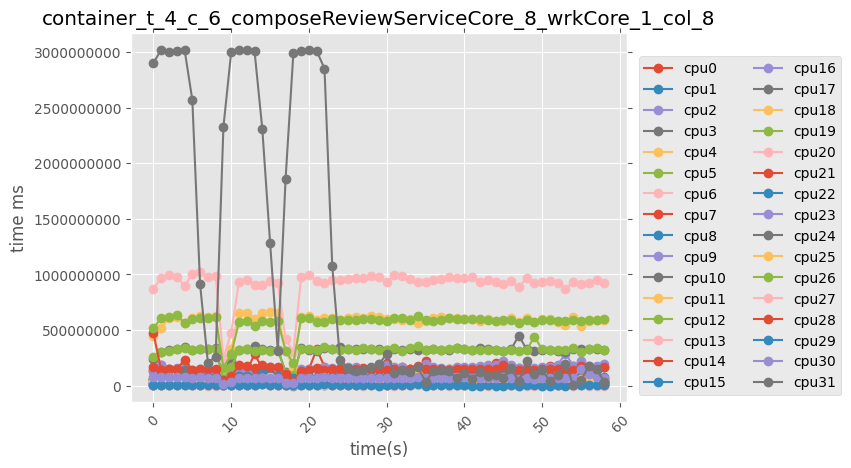 container_t_4_c_6_composeReviewServiceCore_8_wrkCore_1_col_8
3000000000
2500000000
2000000000
1500000000
1000000000
500000000
0
time ms
0 10 20 30 40 50 60
time(s)
cpu0 cpu16
cpu1 cpu17
cpu2 cpu18
cpu3 cpu19
cpu4 cpu20
cpu5 cpu21
cpu6 cpu22
cpu7 cpu23
cpu8 cpu24
cpu9 cpu25
cpu10 cpu26
cpu11 cpu27
cpu12 cpu28
cpu13 cpu29
cpu14 cpu30
cpu15 cpu31